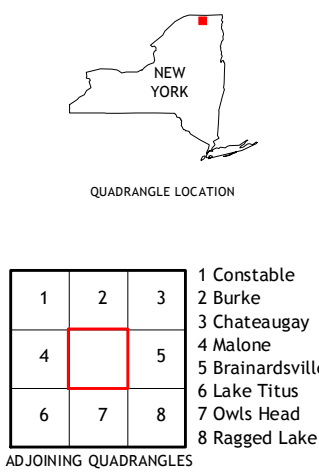 NEW
YORK
QUADRANGLE LOCATION
1 2 3
4 5
6 7 8
1 Constable
2 Burke
3 Chateaugay
4 Malone
5 Brainardsville
6 Lake Titus
7 Owls Head
8 Ragged Lake
ADJOINING QUADRANGLES